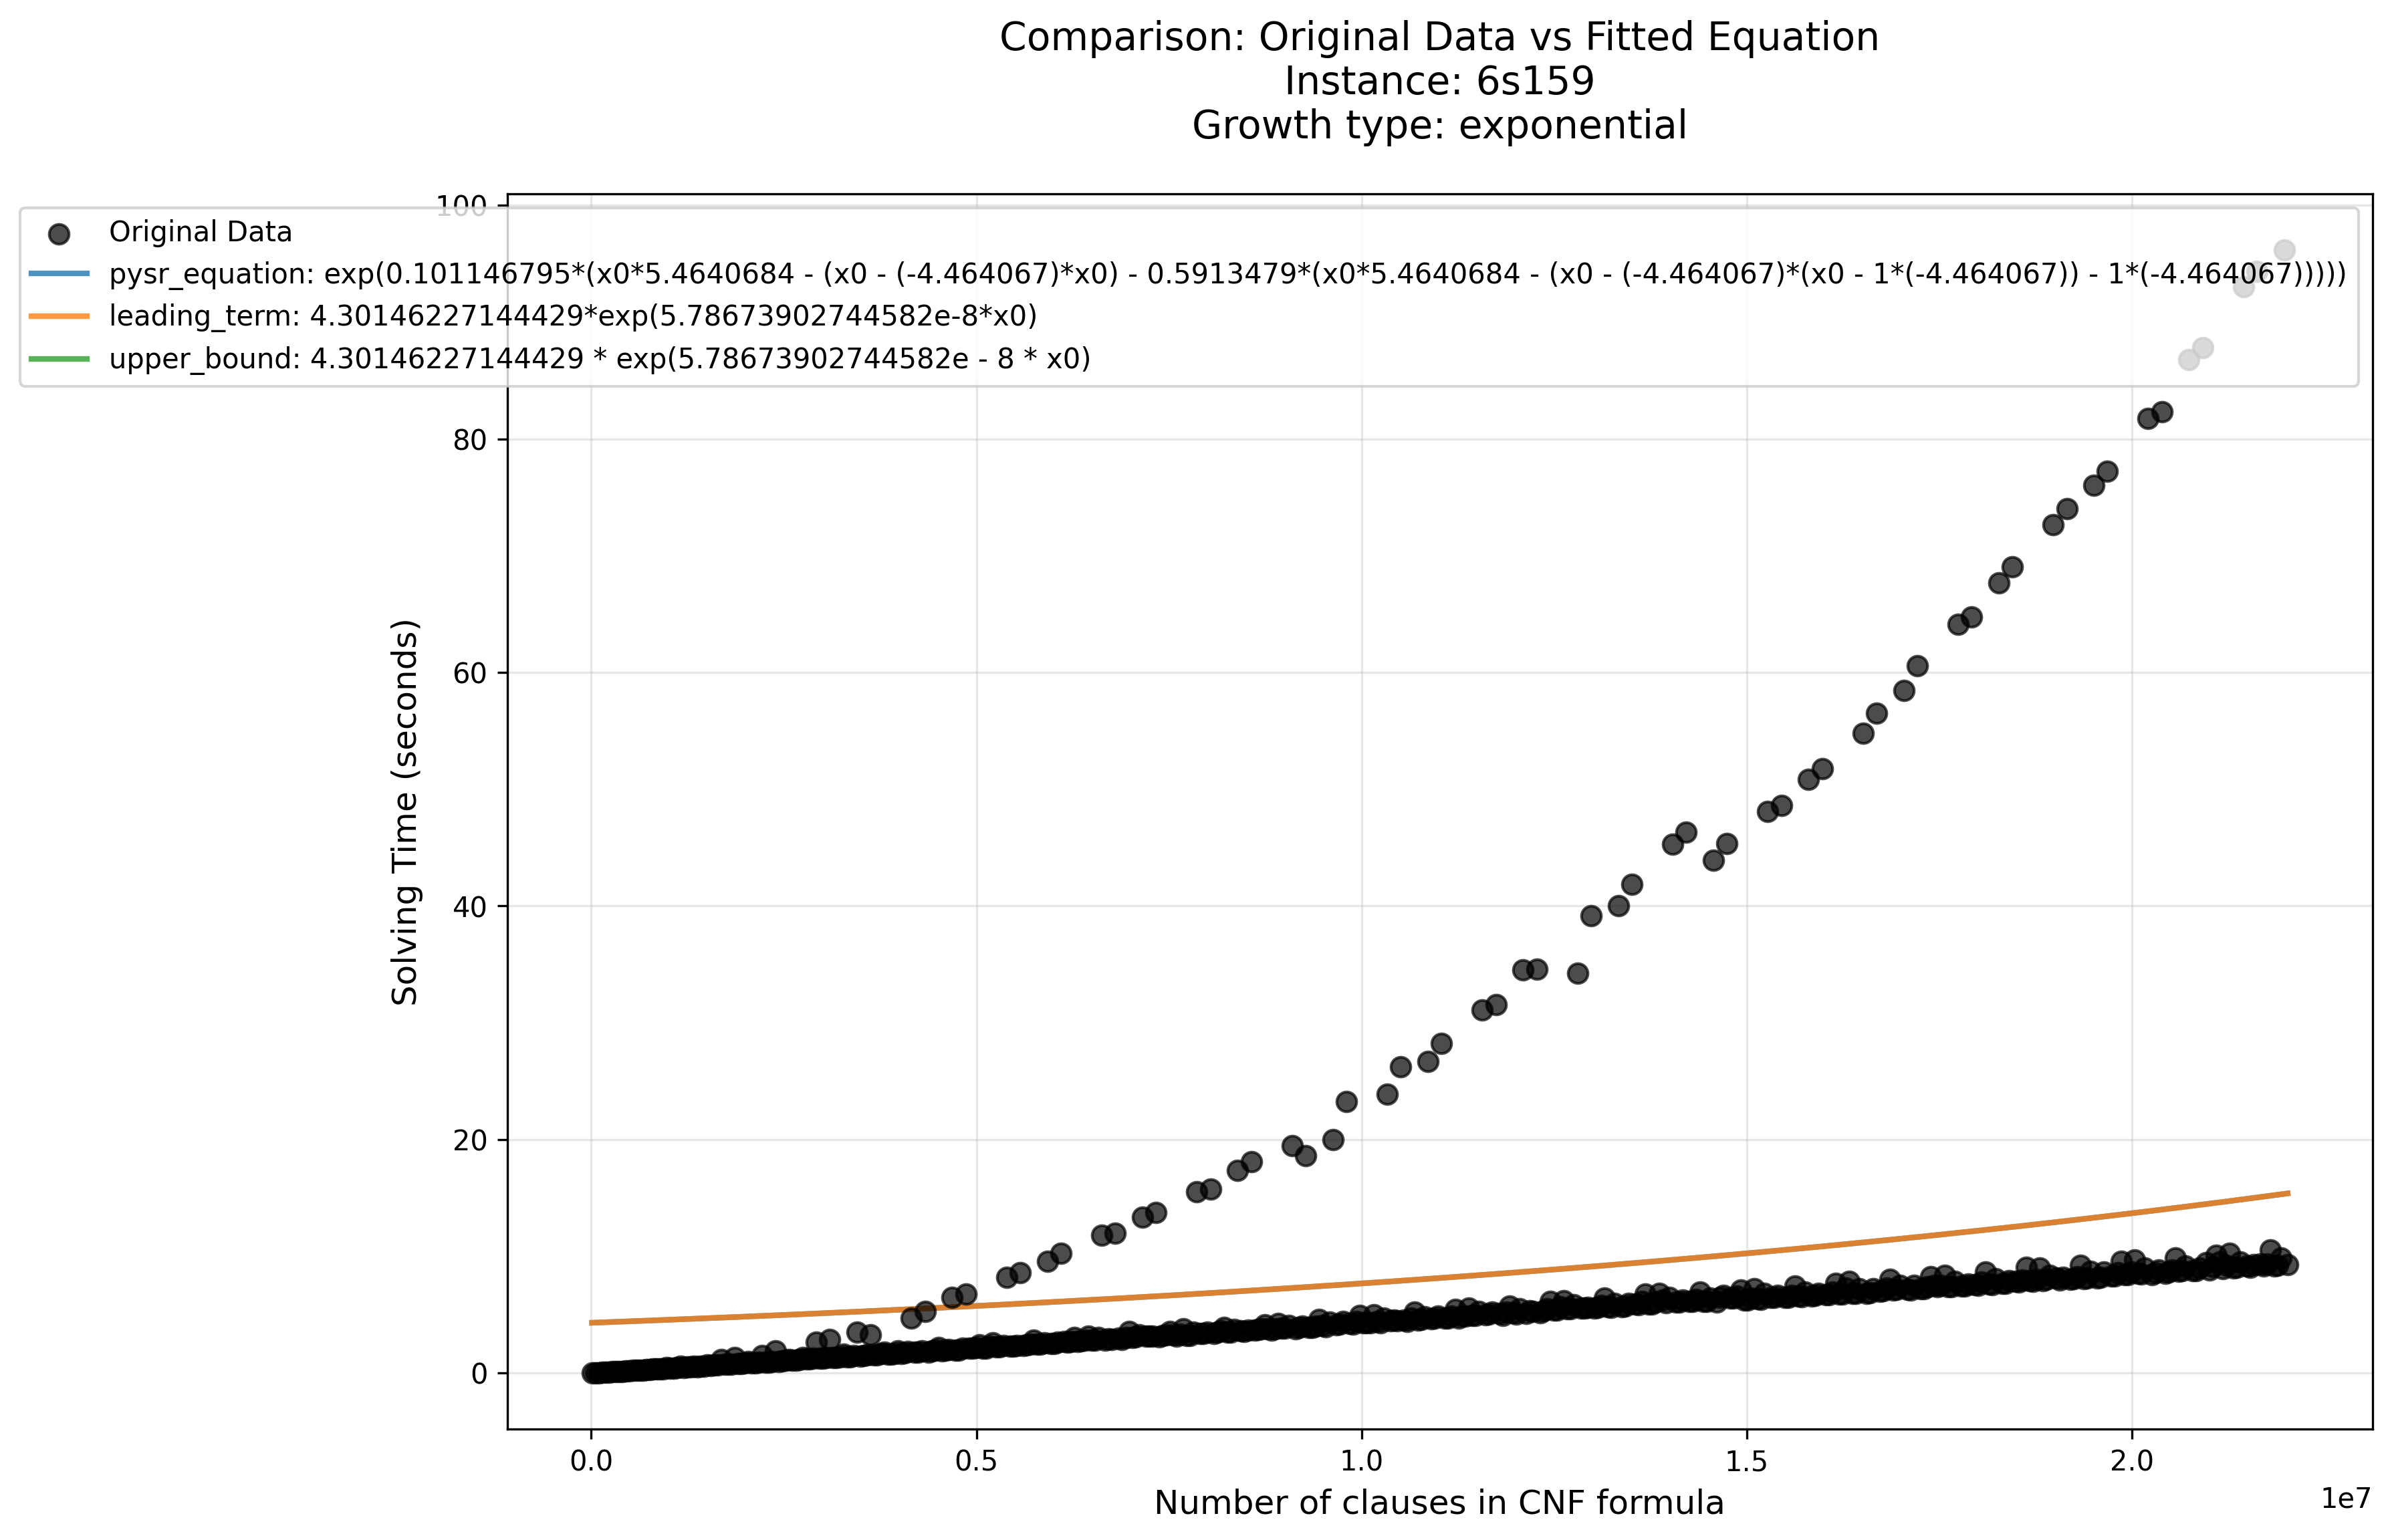 Comparison: Original Data vs Fitted Equation
Instance: 6s159
Growth type: exponential
100
Original Data
pysr_equation: exp(0.101146795*(x0*5.4640684 - (x0 - (-4.464067)*x0) - 0.5913479*(x0*5.4640684 - (x0 - (-4.464067)*(x0 - 1*(-4.464067)) - 1*(-4.464067)))))
leading_term: 4.30146227144429*exp(5.78673902744582e-8*x0)
upper_bound: 4.30146227144429 * exp(5.78673902744582e - 8 * x0)
80
60
40
20
0
Solving Time (seconds)
0.0 0.5 1.0 1.5 2.0
1e7
Number of clauses in CNF formula